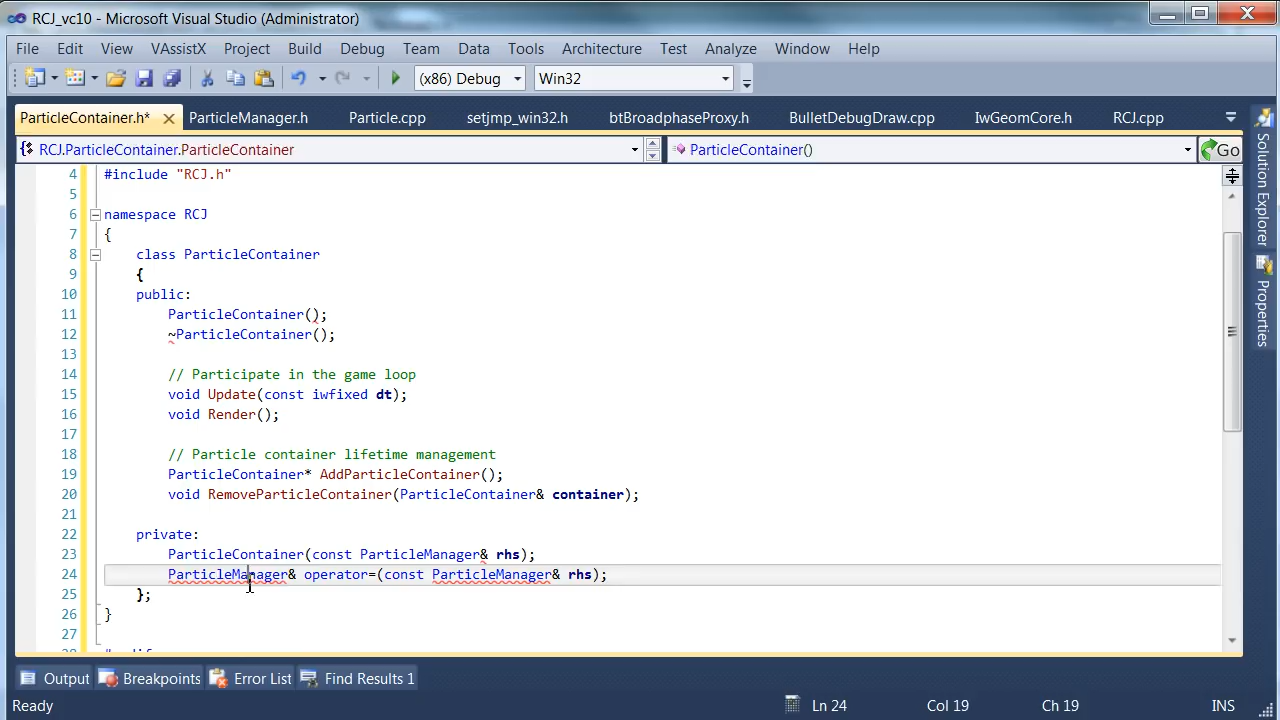 RCJ_vc10 - Microsoft Visual Studio (Administrator)
File Edit View VAssistX Project Build Debug Team Data Tools Architecture Test Analyze Window Help
(x86) Debug Win32
ParticleContainer.h* ParticleManager.h Particle.cpp setjmp_win32.h btBroadphaseProxy.h BulletDebugDraw.cpp IwGeomCore.h RCJ.cpp
RCJ.ParticleContainer.ParticleContainer ParticleContainer() Go
4 #include "RCJ.h"
5
6 namespace RCJ
7 {
8 class ParticleContainer
9 {
10 public:
11 ParticleContainer();
12 ~ParticleContainer();
13
14 // Participate in the game loop
15 void Update(const iwfixed dt);
16 void Render();
17
18 // Particle container lifetime management
19 ParticleContainer* AddParticleContainer();
20 void RemoveParticleContainer(ParticleContainer& container);
21
22 private:
23 ParticleContainer(const ParticleManager& rhs);
24 ParticleManager& operator=(const ParticleManager& rhs);
25 };
26 }
27
Solution Explorer
Properties
Output Breakpoints Error List Find Results 1
Ready Ln 24 Col 19 Ch 19 INS